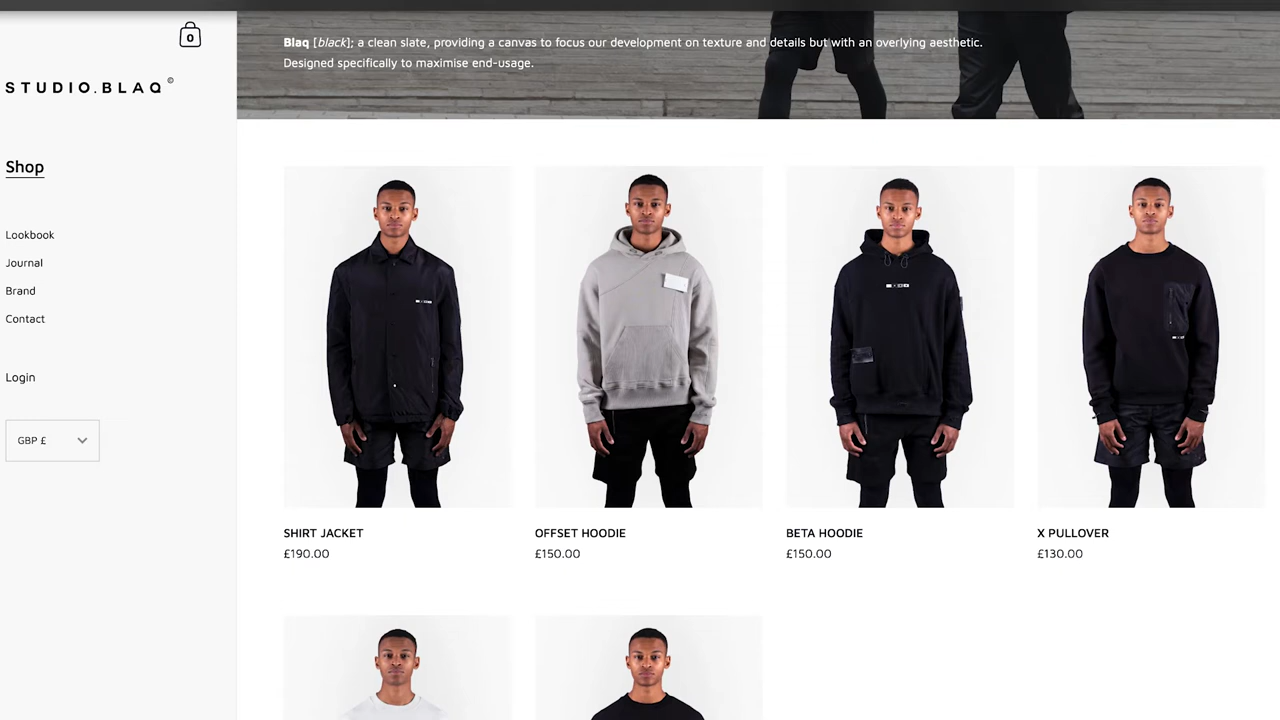 0
STUDIO.BLAQ©
Shop
Lookbook
Journal
Brand
Contact
Login
GBP £
Blaq [black]; a clean slate, providing a canvas to focus our development on texture and details but with an overlying aesthetic.
Designed specifically to maximise end-usage.
SHIRT JACKET
£190.00
OFFSET HOODIE
£150.00
BETA HOODIE
£150.00
X PULLOVER
£130.00